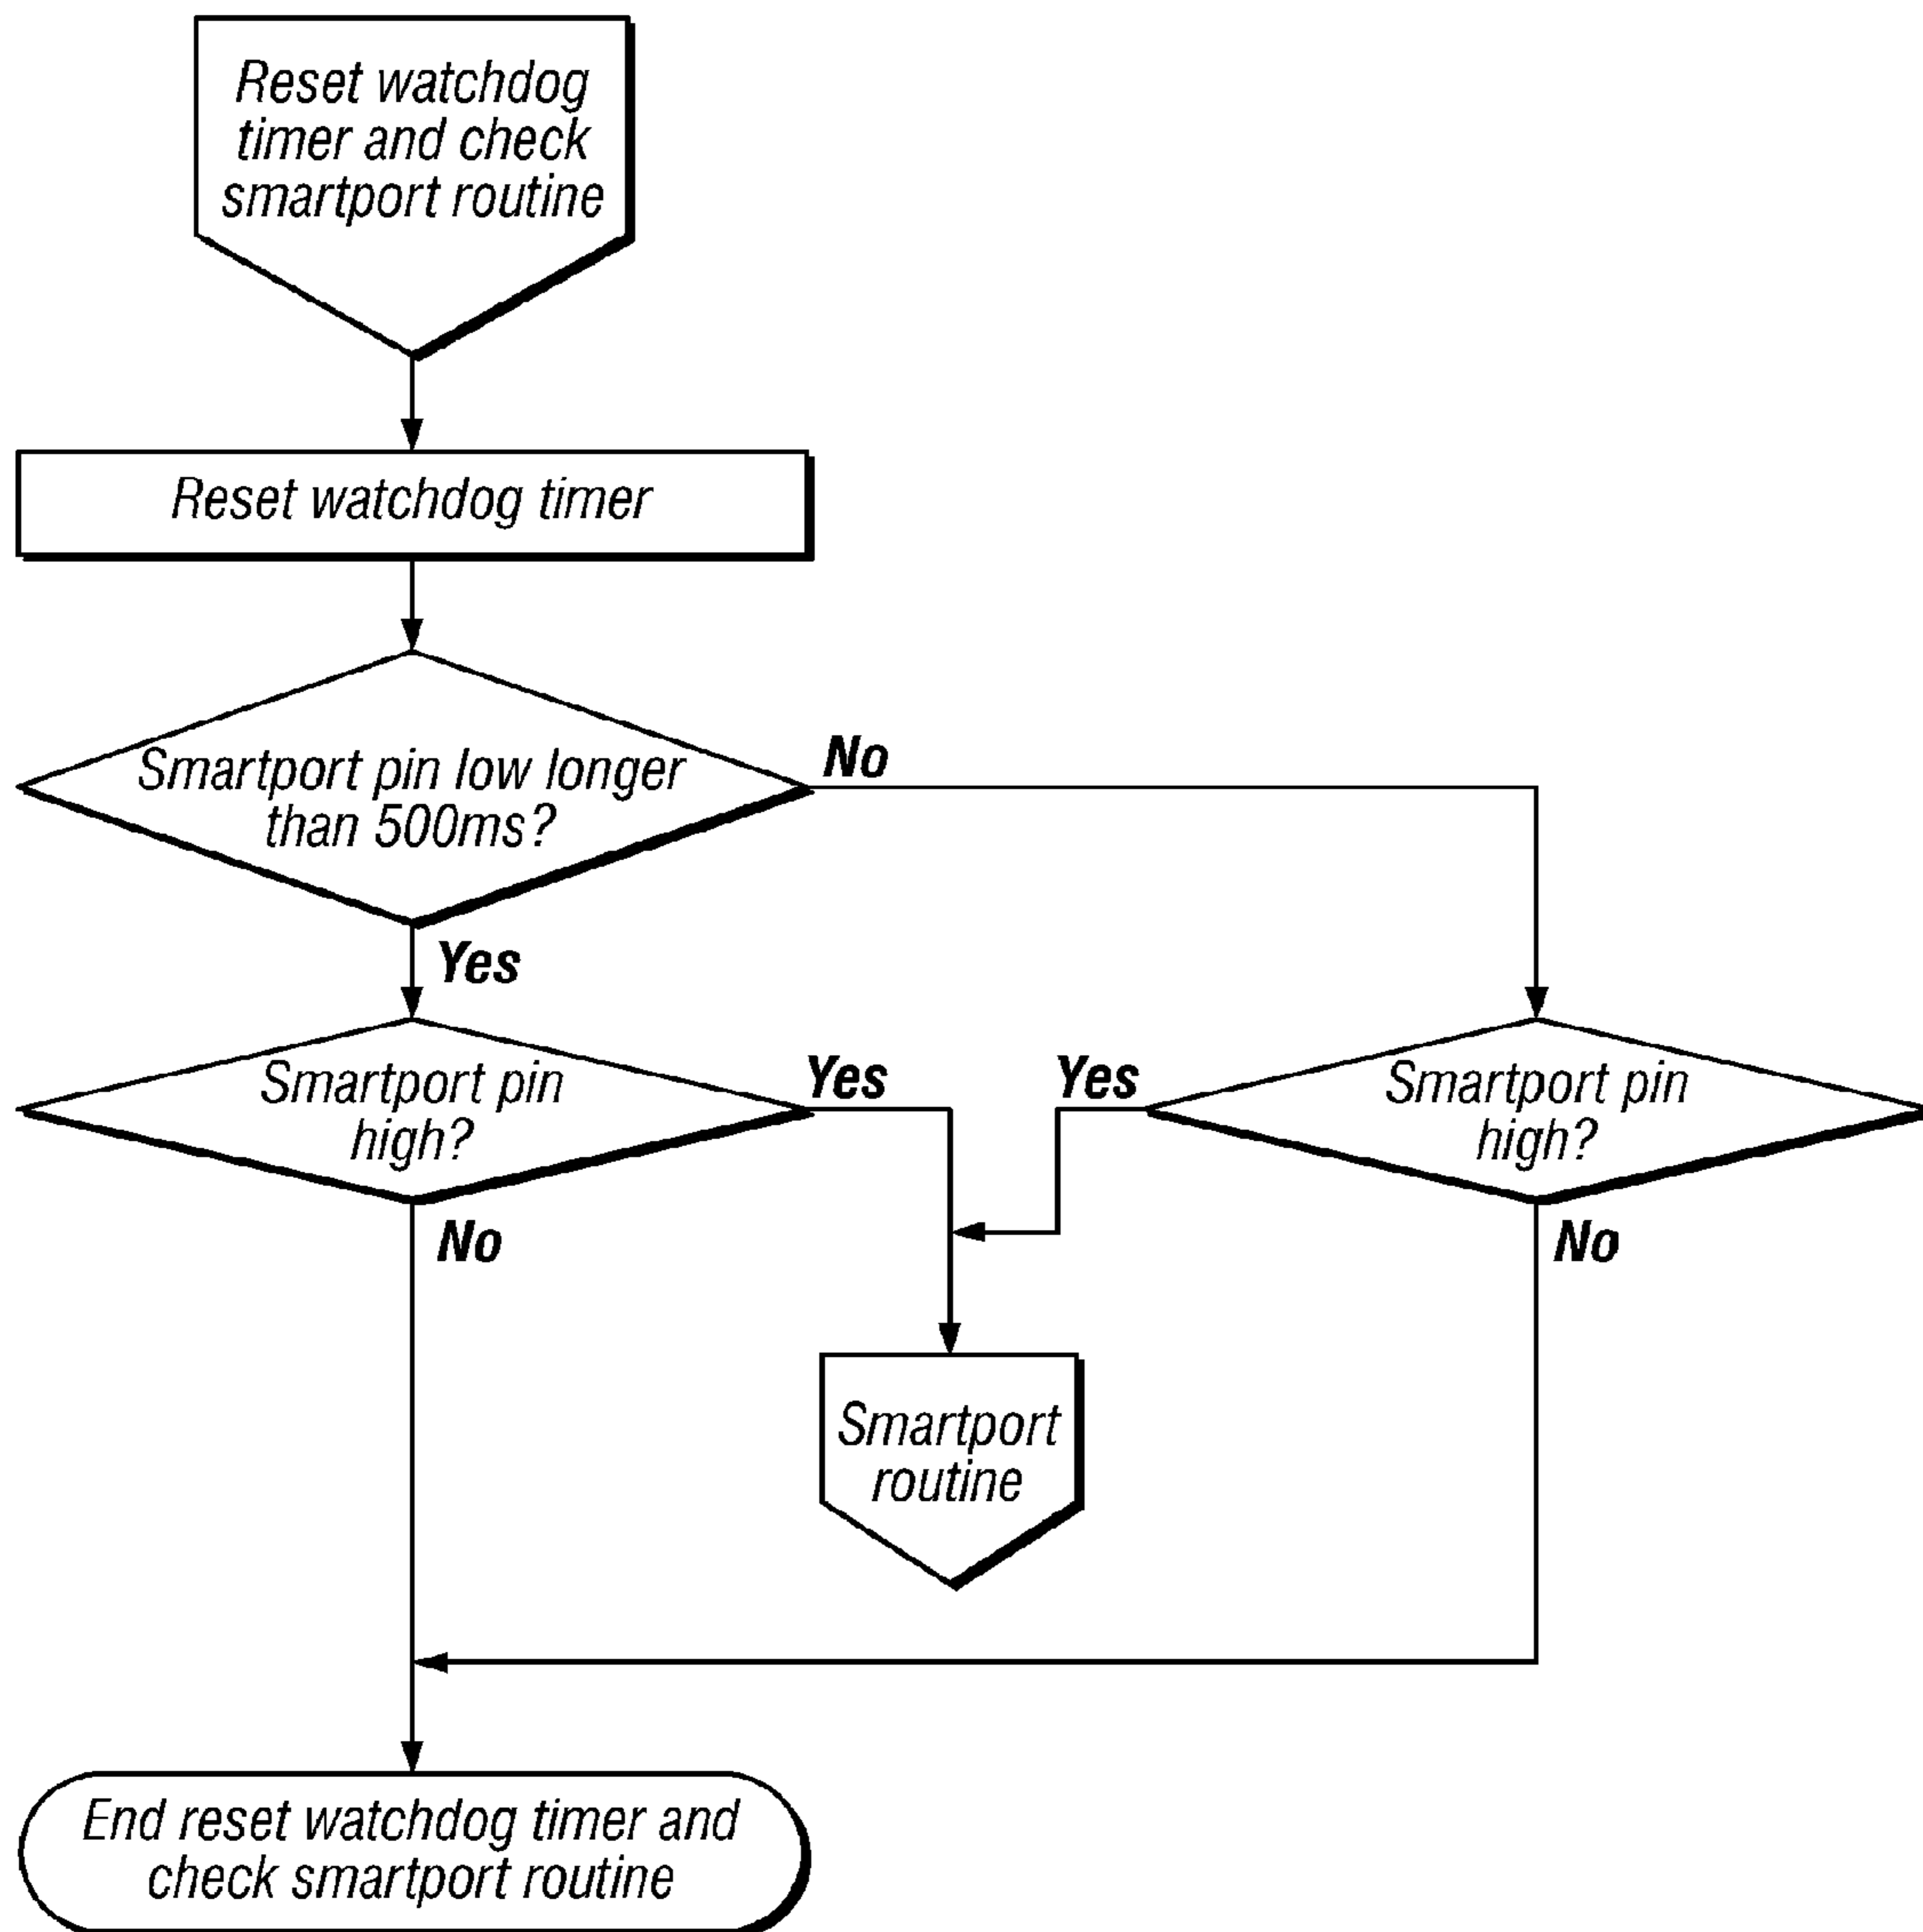 Reset watchdog
timer and check
smartport routine
Reset watchdog timer
Smartport pin low longer
than 500ms?
No
Yes
Smartport pin
high?
Yes
No
Yes
Smartport pin
high?
No
Smartport
routine
End reset watchdog timer and
check smartport routine